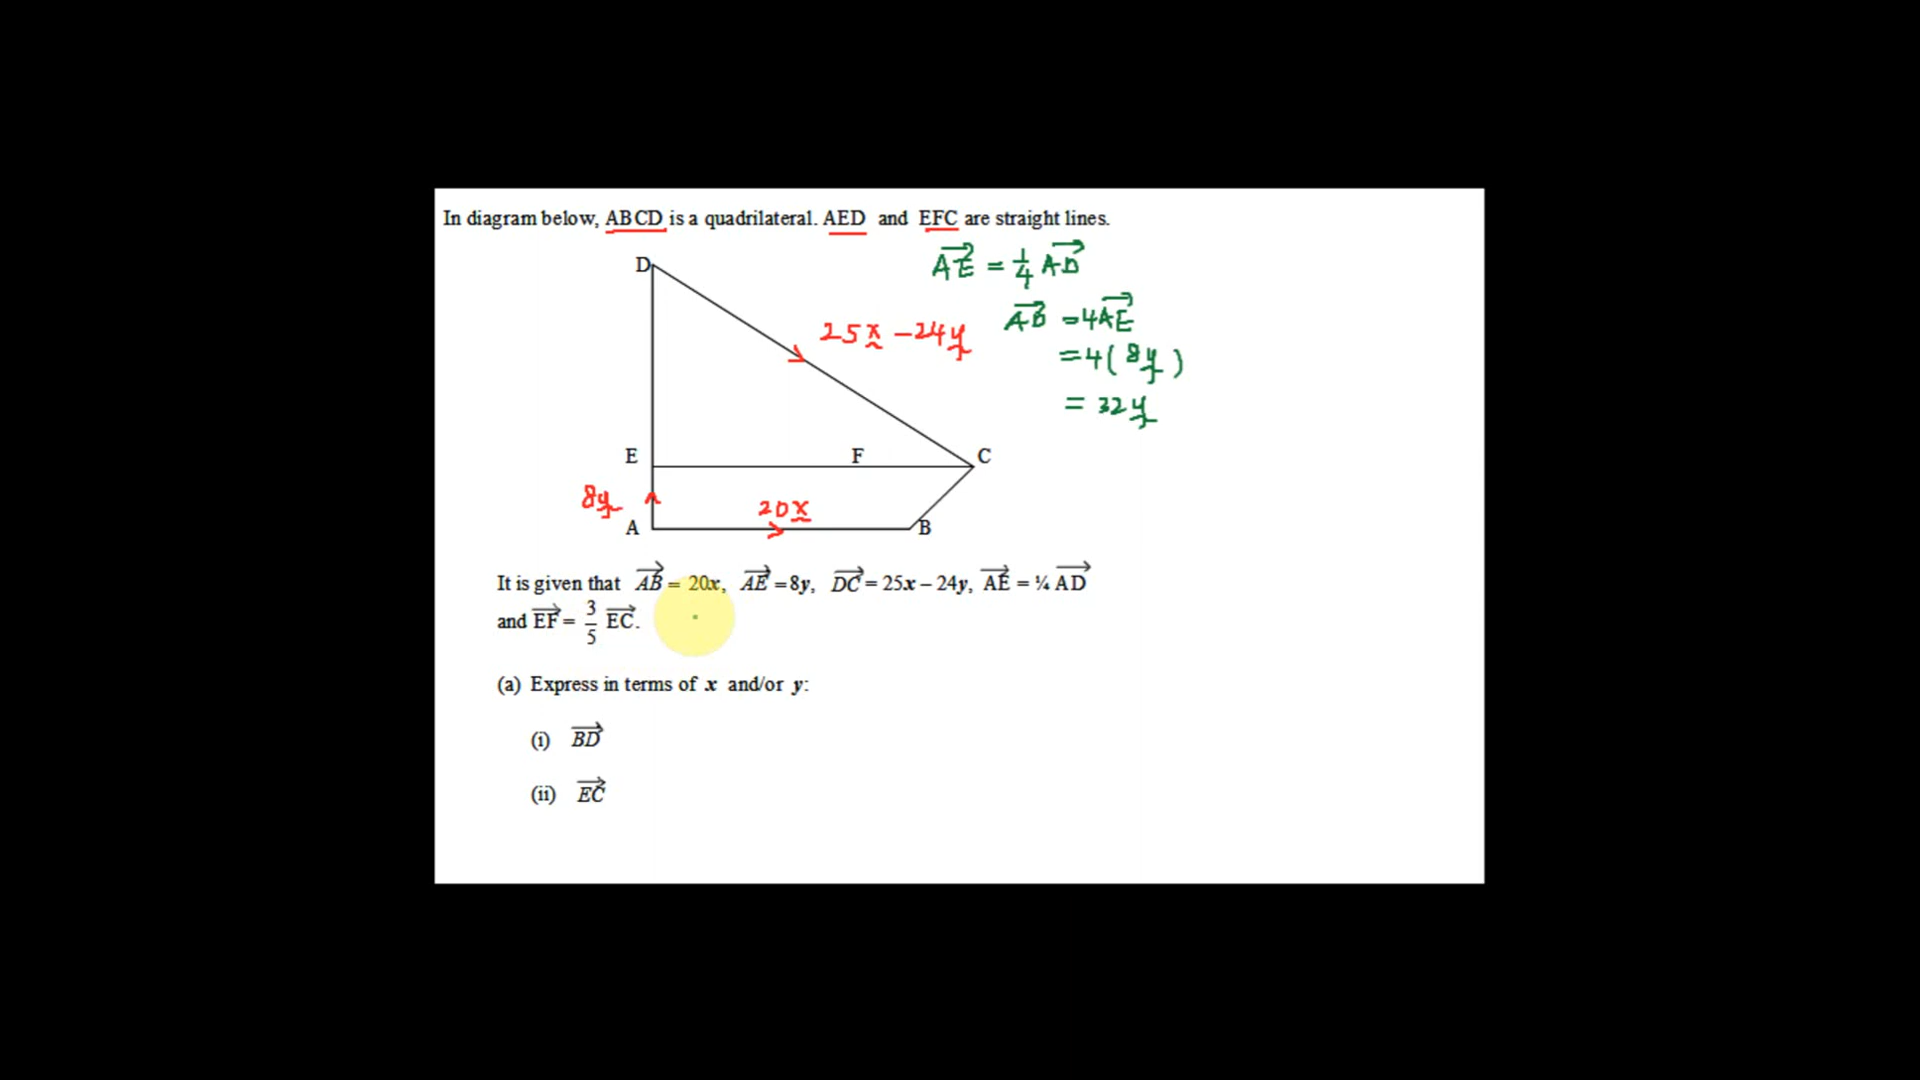 In diagram below, ABCD is a quadrilateral. AED and EFC are straight lines.
D
25x − 24y
AE = 1/4 AD
AD = 4AE
= 4(8y)
= 32y
E
F
C
8y
20x
A
B
It is given that AB = 20x, AE = 8y, DC = 25x – 24y, AE = ¼ AD
and EF = 3/5 EC.
(a) Express in terms of x and/or y:
(i) BD
(ii) EC